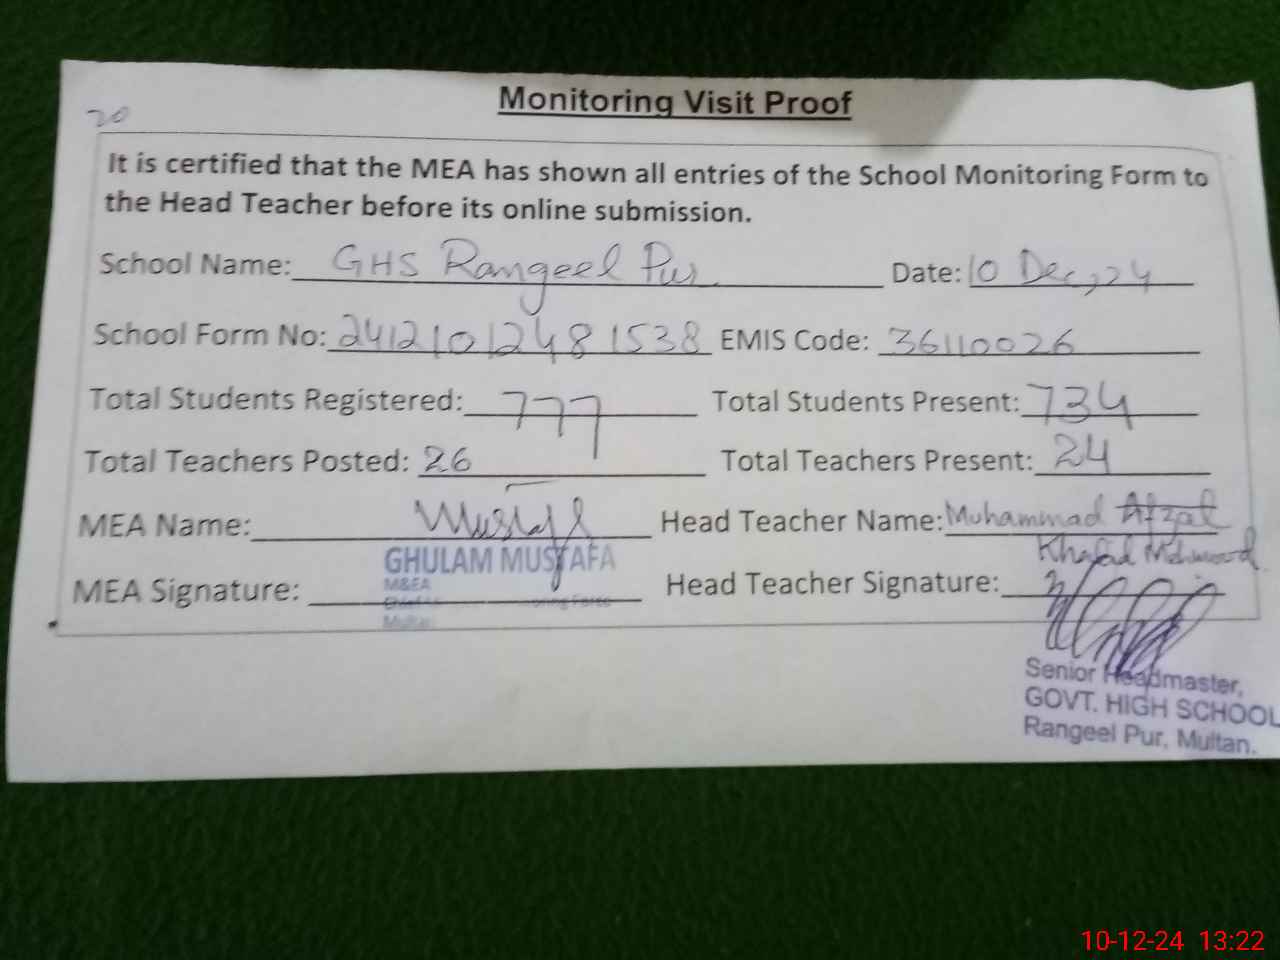 Monitoring Visit Proof
20
It is certified that the MEA has shown all entries of the School Monitoring Form to
the Head Teacher before its online submission.
School Name: GHS Rangeel Pur Date: 10 Dec, 24
School Form No: 24121012481538 EMIS Code: 36110026
Total Students Registered: 777 Total Students Present: 734
Total Teachers Posted: 26 Total Teachers Present: 24
MEA Name: Head Teacher Name: Muhammad Afzal
Mehmood
GHULAM MUSTAFA
M&EA
MEA Signature: Head Teacher Signature:
Multan
Senior Headmaster,
GOVT. HIGH SCHOOL
Rangeel Pur, Multan.
10-12-24 13:22